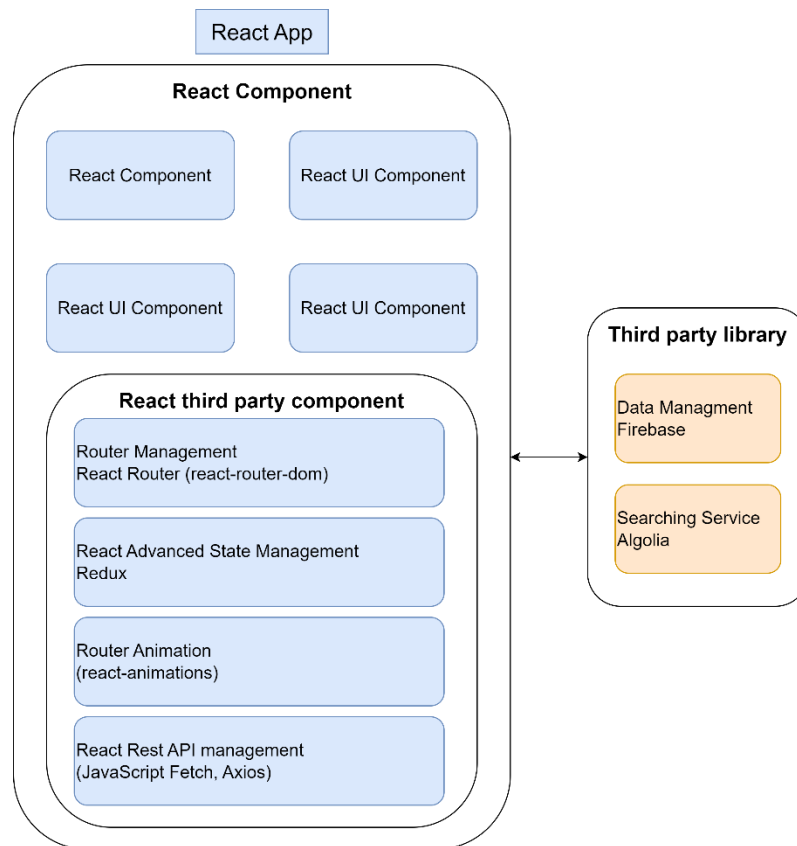 React App
React Component
React Component
React UI Component
React UI Component
React UI Component
React third party component
Router Management
React Router (react-router-dom)
React Advanced State Management
Redux
Router Animation
(react-animations)
React Rest API management
(JavaScript Fetch, Axios)
Third party library
Data Managment
Firebase
Searching Service
Algolia